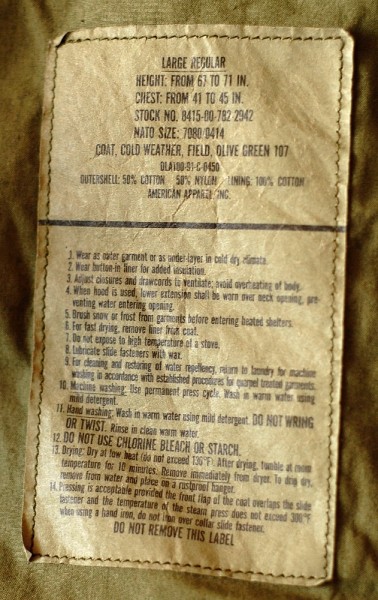 LARGE REGULAR
HEIGHT: FROM 67 TO 71 IN.
CHEST: FROM 41 TO 45 IN.
STOCK NO. 8415-00-782-2942
NATO SIZE: 7080/0414
COAT, COLD WEATHER, FIELD, OLIVE GREEN 107
DLA100-91-C-0450
OUTERSHELL: 50% COTTON 50% NYLON LINING: 100% COTTON
AMERICAN APPAREL INC.
1. Wear as outer garment or as under-layer in cold dry climate.
2. Wear button-in liner for added insulation.
3. Adjust closures and drawcords to ventilate; avoid overheating of body.
4. When hood is used, lower extension shall be worn over neck opening, pre-
venting water entering opening.
5. Brush snow or frost from garments before entering heated shelters.
6. For fast drying, remove liner from coat.
7. Do not expose to high temperature of a stove.
8. Lubricate slide fasteners with wax.
9. For cleaning and restoring of water repellency, return to laundry for machine
washing in accordance with established procedures for quarpel treated garments.
10. Machine washing: Use permanent press cycle. Wash in warm water using
mild detergent.
11. Hand washing: Wash in warm water using mild detergent. DO NOT WRING
OR TWIST. Rinse in clean warm water.
12. DO NOT USE CHLORINE BLEACH OR STARCH.
13. Drying: Dry at low heat (do not exceed 130°F). After drying, tumble at room
temperature for 10 minutes. Remove immediately from dryer. To drip dry,
remove from water and place on a rustproof hanger.
14. Pressing is acceptable provided the front flap of the coat overlaps the slide
fastener and the temperature of the steam press does not exceed 300°F
when using a hand iron, do not iron over collar slide fastener.
DO NOT REMOVE THIS LABEL